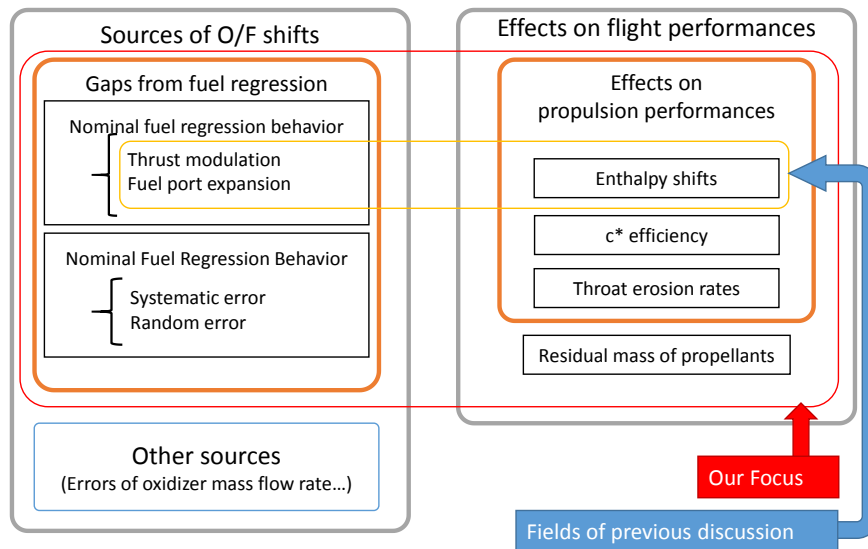 Sources of O/F shifts
Gaps from fuel regression
Nominal fuel regression behavior
Thrust modulation
Fuel port expansion
Nominal Fuel Regression Behavior
Systematic error
Random error
Other sources
(Errors of oxidizer mass flow rate…)
Effects on flight performances
Effects on
propulsion performances
Enthalpy shifts
c* efficiency
Throat erosion rates
Residual mass of propellants
Our Focus
Fields of previous discussion